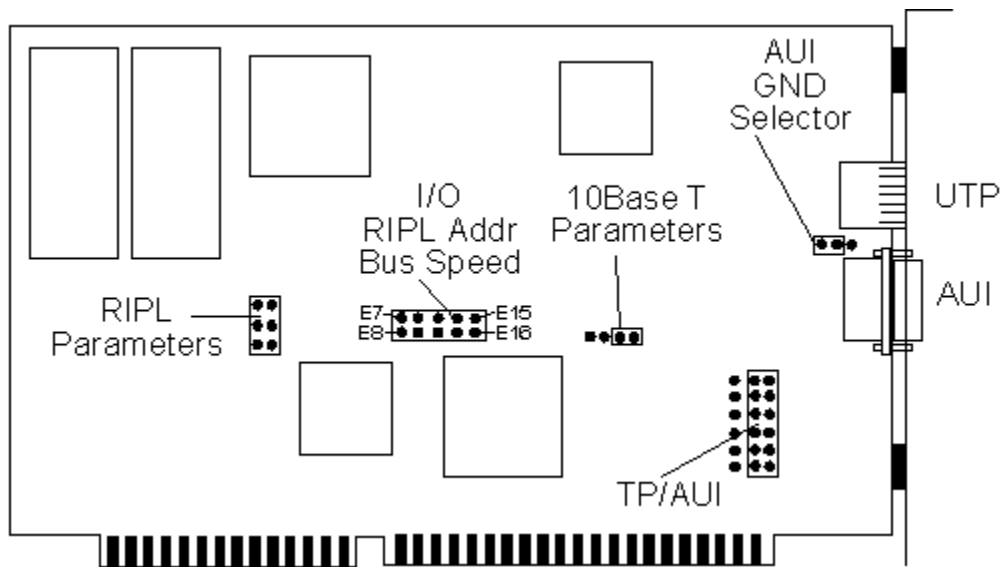 AUI
GND
Selector
UTP
I/O
RIPL Addr
Bus Speed
10Base T
Parameters
AUI
RIPL
Parameters
E7
E15
E8
E16
TP/AUI